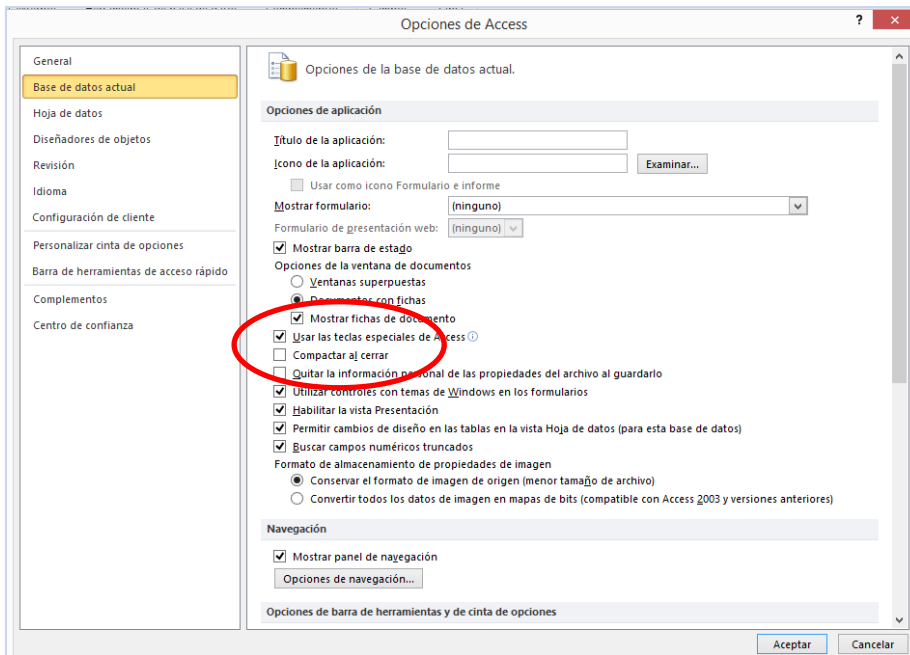 Opciones de Access
?
General
Base de datos actual
Hoja de datos
Diseñadores de objetos
Revisión
Idioma
Configuración de cliente
Personalizar cinta de opciones
Barra de herramientas de acceso rápido
Complementos
Centro de confianza
Opciones de la base de datos actual.
Opciones de aplicación
Título de la aplicación:
Icono de la aplicación:
Examinar...
Usar como icono Formulario e informe
Mostrar formulario: (ninguno)
Formulario de presentación web: (ninguno)
Mostrar barra de estado
Opciones de la ventana de documentos
Ventanas superpuestas
Documentos con fichas
Mostrar fichas de documento
Usar las teclas especiales de Access
Compactar al cerrar
Quitar la información personal de las propiedades del archivo al guardarlo
Utilizar controles con temas de Windows en los formularios
Habilitar la vista Presentación
Permitir cambios de diseño en las tablas en la vista Hoja de datos (para esta base de datos)
Buscar campos numéricos truncados
Formato de almacenamiento de propiedades de imagen
Conservar el formato de imagen de origen (menor tamaño de archivo)
Convertir todos los datos de imagen en mapas de bits (compatible con Access 2003 y versiones anteriores)
Navegación
Mostrar panel de navegación
Opciones de navegación...
Opciones de barra de herramientas y de cinta de opciones
Aceptar
Cancelar